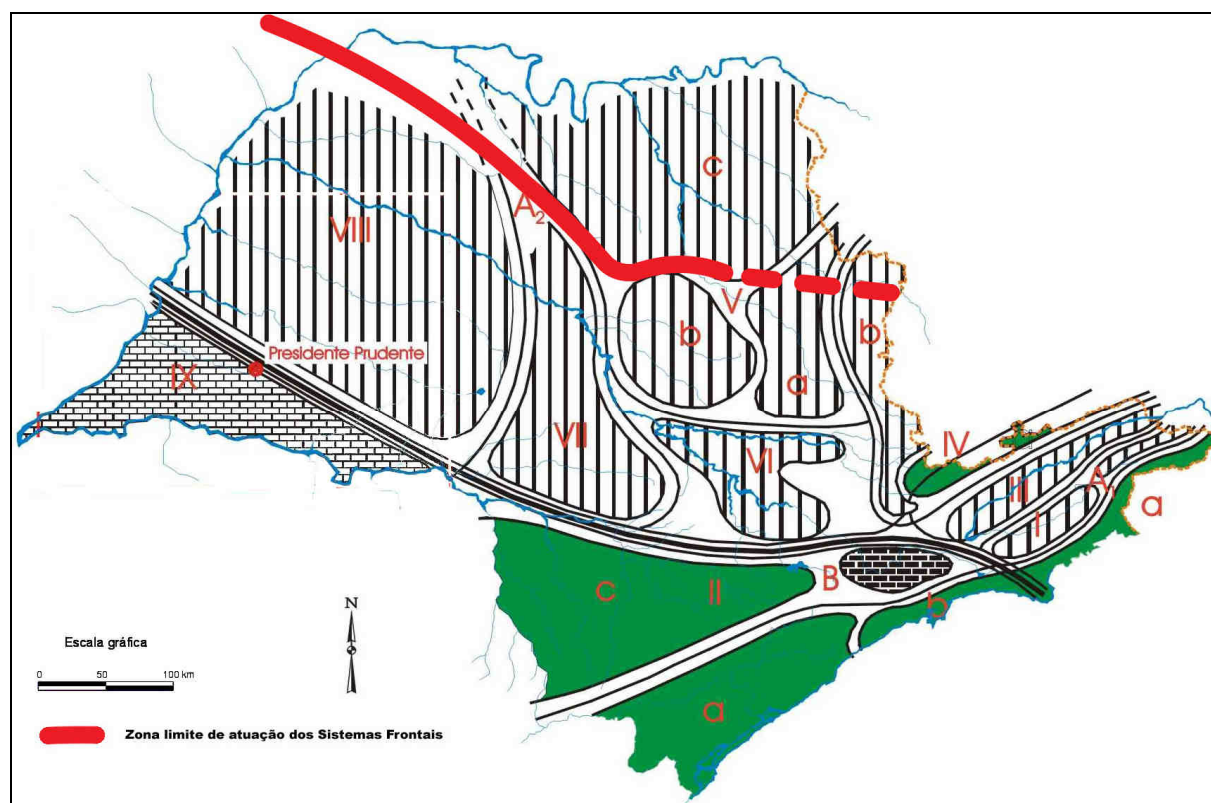 c
A2
VIII
V
b
a
b
Presidente Prudente
IX
I
VII
VI
IV
III
A1
a
I
B
c
II
b
a
N
Escala gráfica
0 50 100 km
Zona limite de atuação dos Sistemas Frontais